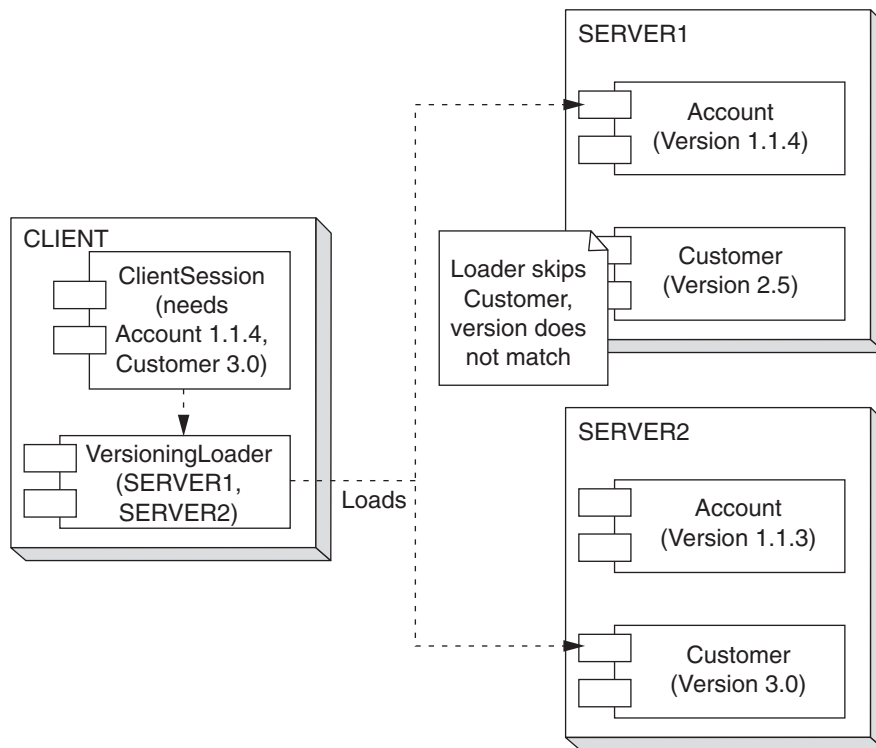 CLIENT
ClientSession
(needs
Account 1.1.4,
Customer 3.0)
VersioningLoader
(SERVER1,
SERVER2)
Loads
Loader skips
Customer,
version does
not match
SERVER1
Account
(Version 1.1.4)
Customer
(Version 2.5)
SERVER2
Account
(Version 1.1.3)
Customer
(Version 3.0)